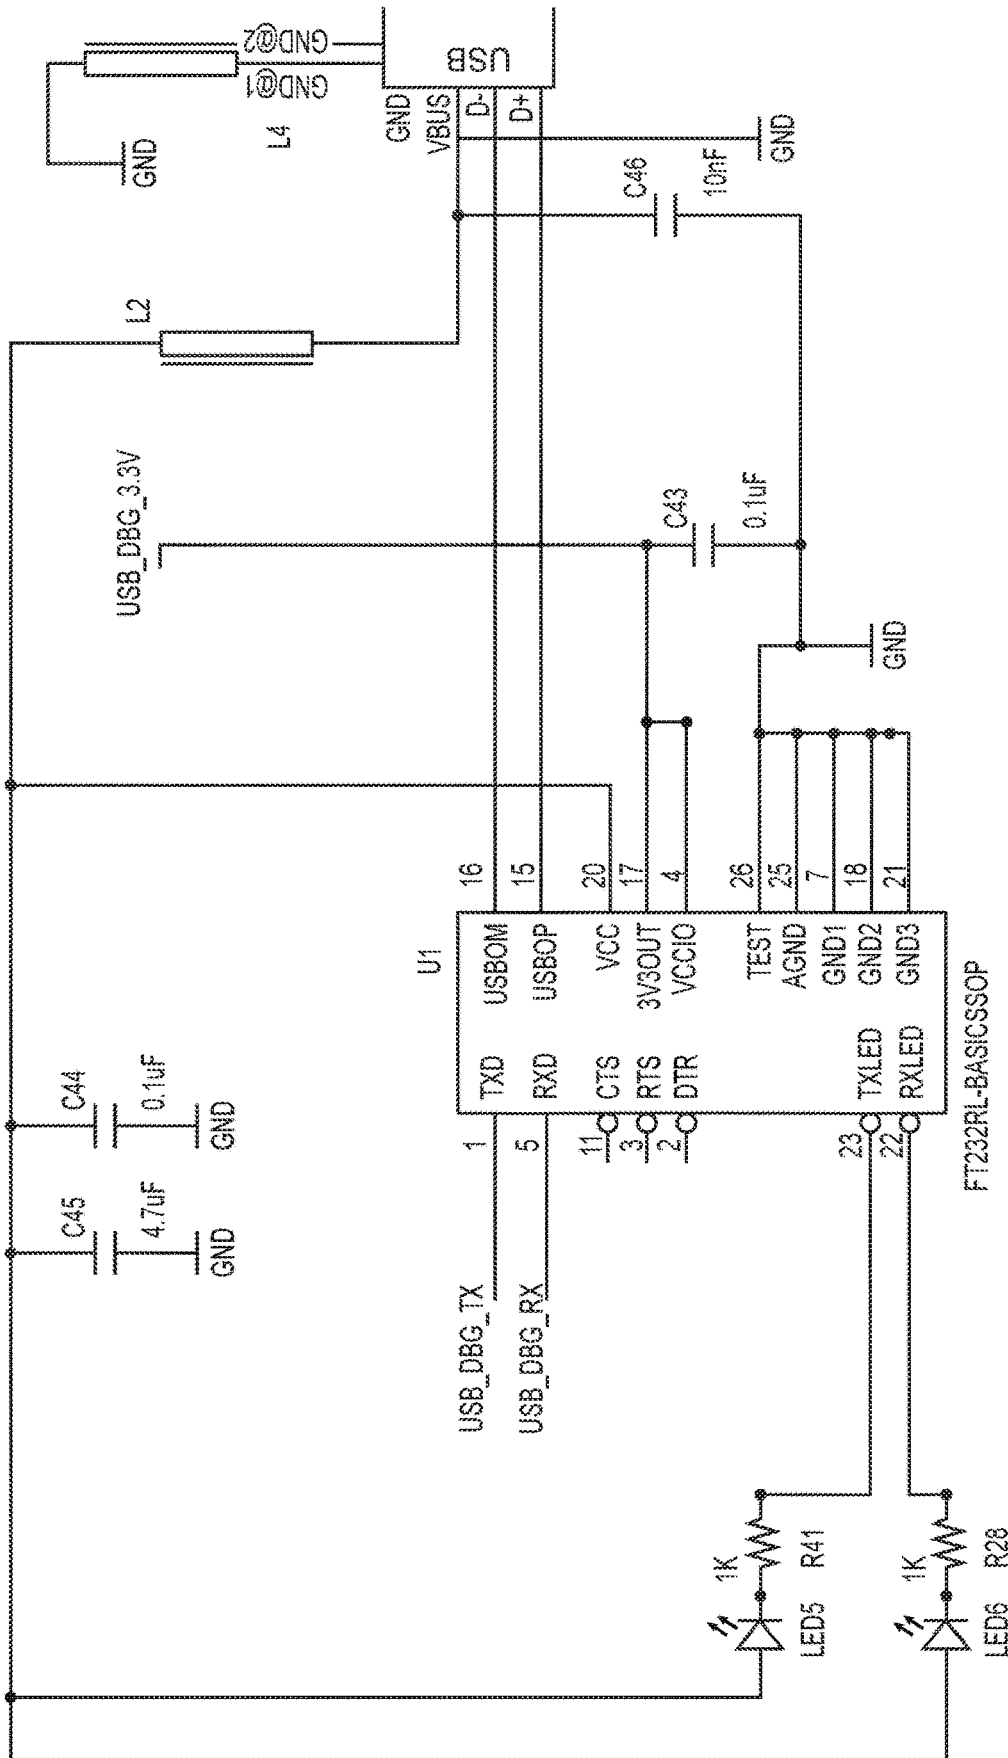 GND@2
GND@1
USB
GND
L4
GND
VBUS
D-
D+
GND
C46
10nF
L2
USB_DBG_3.3V
C43
0.1uF
GND
16
15
20
17
4
26
25
7
18
21
U1
USBOM
USBOP
VCC
3V3OUT
VCCIO
TEST
AGND
GND1
GND2
GND3
TXD
RXD
CTS
RTS
DTR
TXLED
RXLED
FT232RL-BASICSSOP
1
5
11
3
2
23
22
C44
0.1uF
GND
C45
4.7uF
GND
USB_DBG_TX
USB_DBG_RX
1K
R41
LED5
1K
R28
LED6